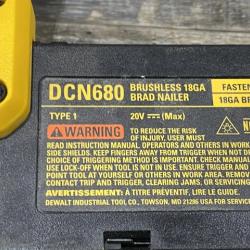 DCN680 BRUSHLESS 18GA
BRAD NAILER
FASTEN
18GA BR
TYPE 1
20V ⎓ (Max)
⚠ WARNING
TO REDUCE THE RISK
OF INJURY, USER MUST
READ INSTRUCTION MANUAL. OPERATORS AND OTHERS IN WORK
SIDE SHIELDS. KEEP FINGERS AWAY FROM TRIGGER WHEN NOT
CHOICE OF TRIGGERING METHOD IS IMPORTANT. CHECK MANUAL
USE LOCK-OFF WHEN TOOL IS NOT IN USE. ENSURE TRIGGER AND
POINT TOOL AT YOURSELF OR OTHERS IN WORK AREA. REMOVE
AND CONTACT TRIP, CLEARING JAMS, OR SERVICING
AVERTISSEMENT: À TITRE PRÉVENTIF, LIRE LE GUIDE.
DEWALT INDUSTRIAL TOOL CO., TOWSON, MD 21286 USA FOR SERVICE